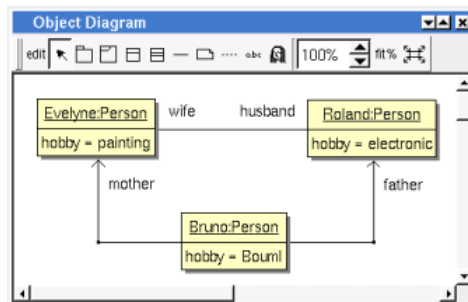 Object Diagram
edit abc 100% fit%
Evelyne:Person wife husband Roland:Person
hobby = painting hobby = electronic
mother father
Bruno:Person
hobby = Bouml